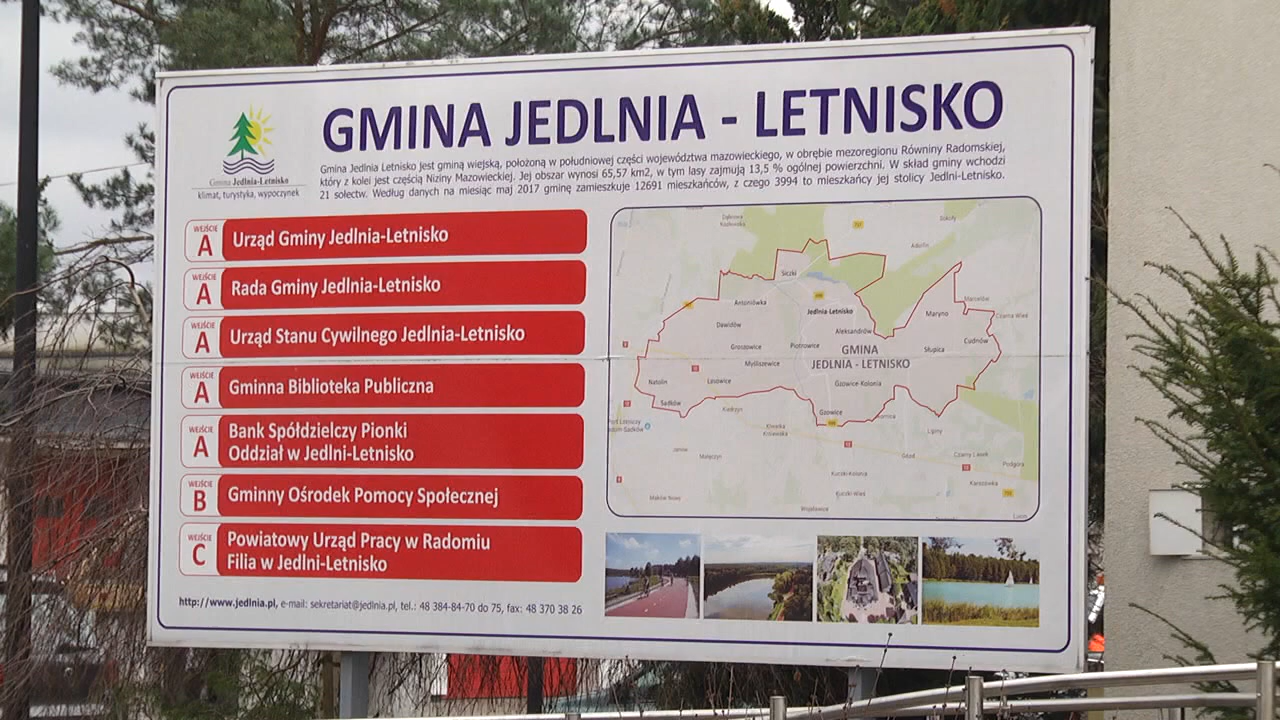 GMINA JEDLNIA - LETNISKO
Gmina Jedlnia Letnisko jest gminą wiejską, położoną w południowej części województwa mazowieckiego, w obrębie mezoregionu Równiny Radomskiej,
który z kolei jest częścią Niziny Mazowieckiej. Jej obszar wynosi 65,57 km2, w tym lasy zajmują 13,5 % ogólnej powierzchni. W skład gminy wchodzi
21 sołectw. Według danych na miesiąc maj 2017 gminę zamieszkuje 12691 mieszkańców, z czego 3994 to mieszkańcy jej stolicy Jedlni-Letnisko.
Gmina Jedlnia-Letnisko
klimat, turystyka, wypoczynek
WEJŚCIE
A
Urząd Gminy Jedlnia-Letnisko
WEJŚCIE
A
Rada Gminy Jedlnia-Letnisko
WEJŚCIE
A
Urząd Stanu Cywilnego Jedlnia-Letnisko
WEJŚCIE
A
Gminna Biblioteka Publiczna
WEJŚCIE
A
Bank Spółdzielczy Pionki
Oddział w Jedlni-Letnisko
WEJŚCIE
B
Gminny Ośrodek Pomocy Społecznej
WEJŚCIE
C
Powiatowy Urząd Pracy w Radomiu
Filia w Jedlni-Letnisko
http://www.jedlnia.pl, e-mail: sekretariat@jedlnia.pl, tel.: 48 384-84-70 do 75, fax: 48 370 38 26
Siczki
Antoniówka
Jedlnia Letnisko
Maryno
Dawidów
Aleksandrów
Groszowice
Piotrowice
GMINA
JEDLNIA - LETNISKO
Słupica
Cudnów
Myśliszewice
Natolin
Lasowice
Gzowice-Kolonia
Sadków
Gzowice
Kuczki-Kolonia
Kuczki-Wieś
Czarny Lasek
Podgóra
Maków Nowy